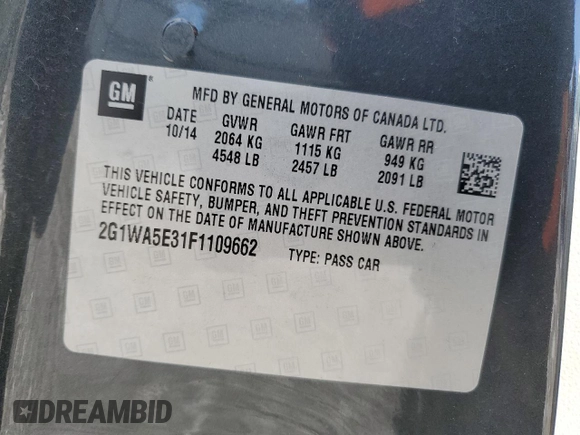 GM
MFD BY GENERAL MOTORS OF CANADA LTD.
DATE GVWR GAWR FRT GAWR RR
10/14 2064 KG 1115 KG 949 KG
4548 LB 2457 LB 2091 LB
THIS VEHICLE CONFORMS TO ALL APPLICABLE U.S. FEDERAL MOTOR
VEHICLE SAFETY, BUMPER, AND THEFT PREVENTION STANDARDS IN
EFFECT ON THE DATE OF MANUFACTURE SHOWN ABOVE.
2G1WA5E31F1109662 TYPE: PASS CAR
DREAMBID